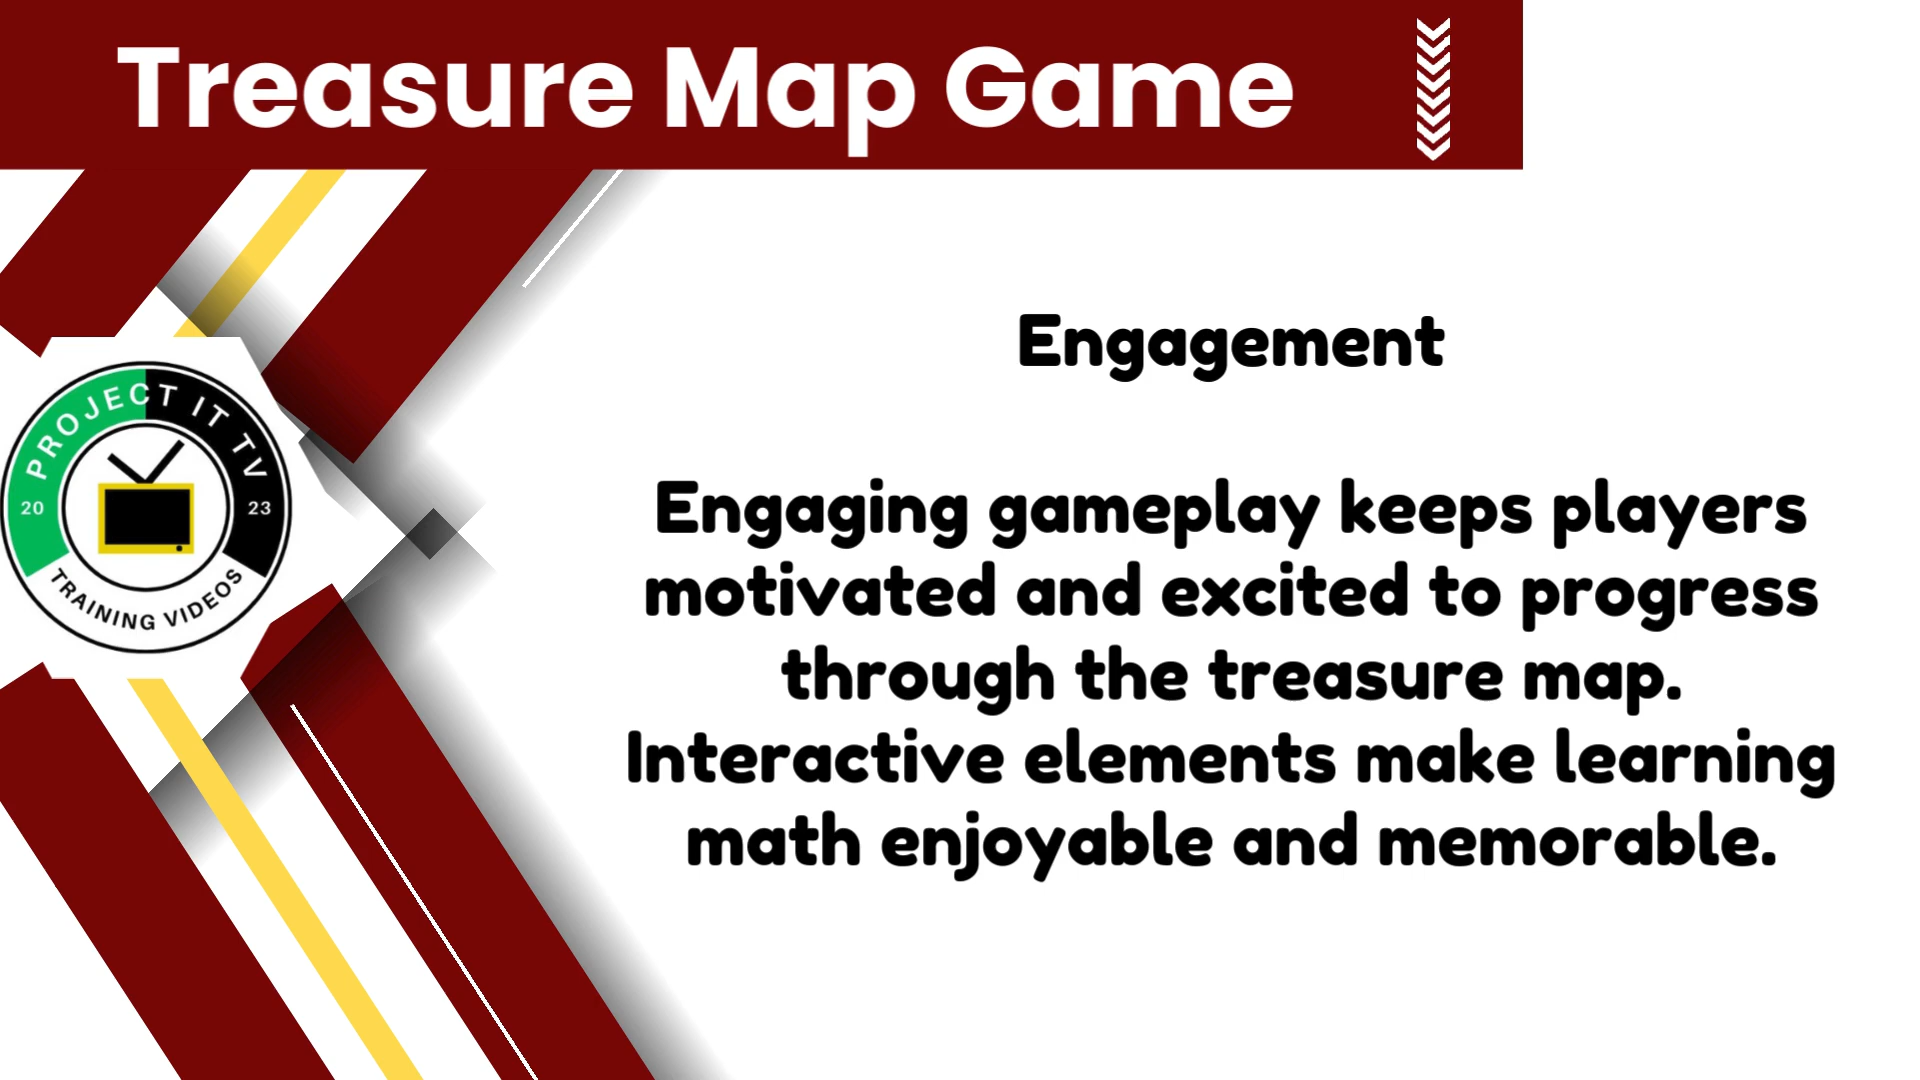 Treasure Map Game
PROJECT IT TV
20 23
TRAINING VIDEOS
Engagement
Engaging gameplay keeps players
motivated and excited to progress
through the treasure map.
Interactive elements make learning
math enjoyable and memorable.